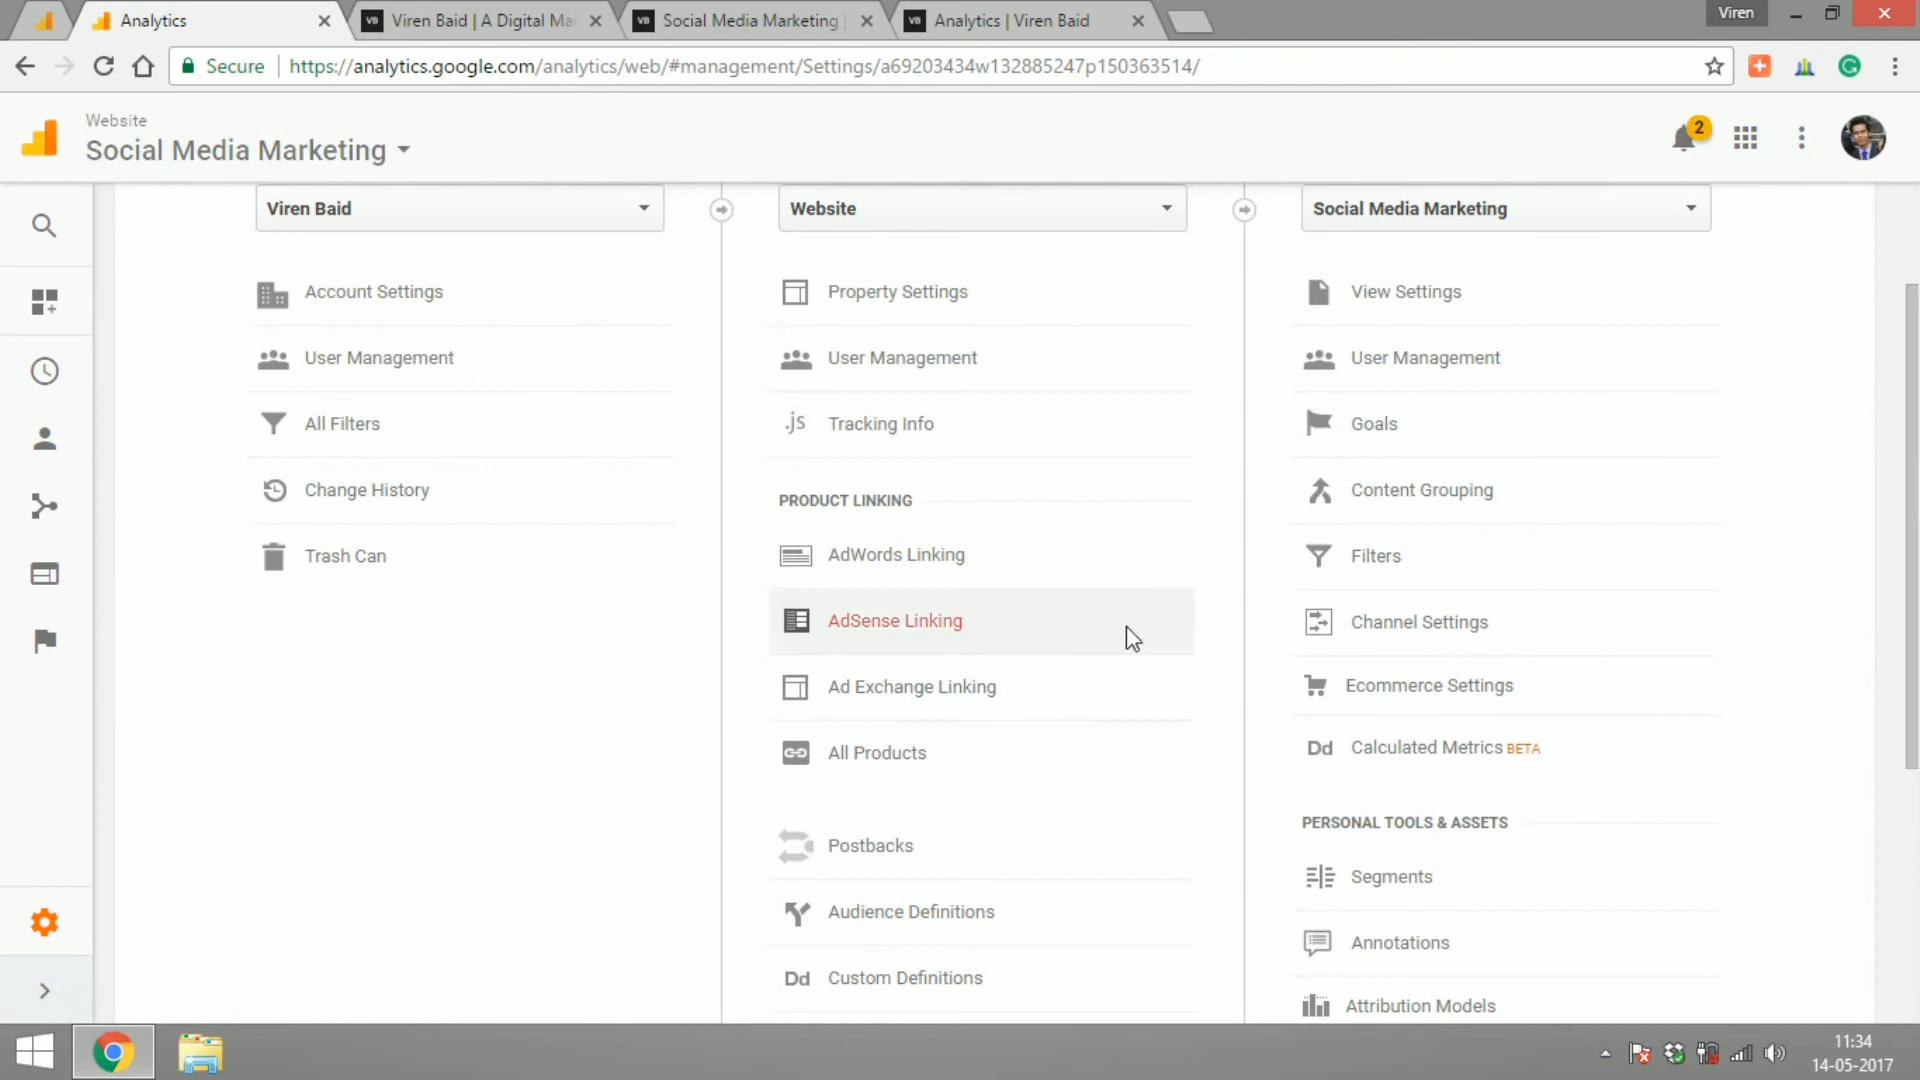 Analytics
VB Viren Baid | A Digital Ma
VB Social Media Marketing |
VB Analytics | Viren Baid
Viren
Secure https://analytics.google.com/analytics/web/#management/Settings/a69203434w132885247p150363514/
Website
Social Media Marketing
2
Viren Baid
Website
Social Media Marketing
Account Settings
User Management
All Filters
Change History
Trash Can
Property Settings
User Management
.js Tracking Info
PRODUCT LINKING
AdWords Linking
AdSense Linking
Ad Exchange Linking
All Products
Postbacks
Audience Definitions
Dd Custom Definitions
View Settings
User Management
Goals
Content Grouping
Filters
Channel Settings
Ecommerce Settings
Dd Calculated Metrics BETA
PERSONAL TOOLS & ASSETS
Segments
Annotations
Attribution Models
11:34
14-05-2017